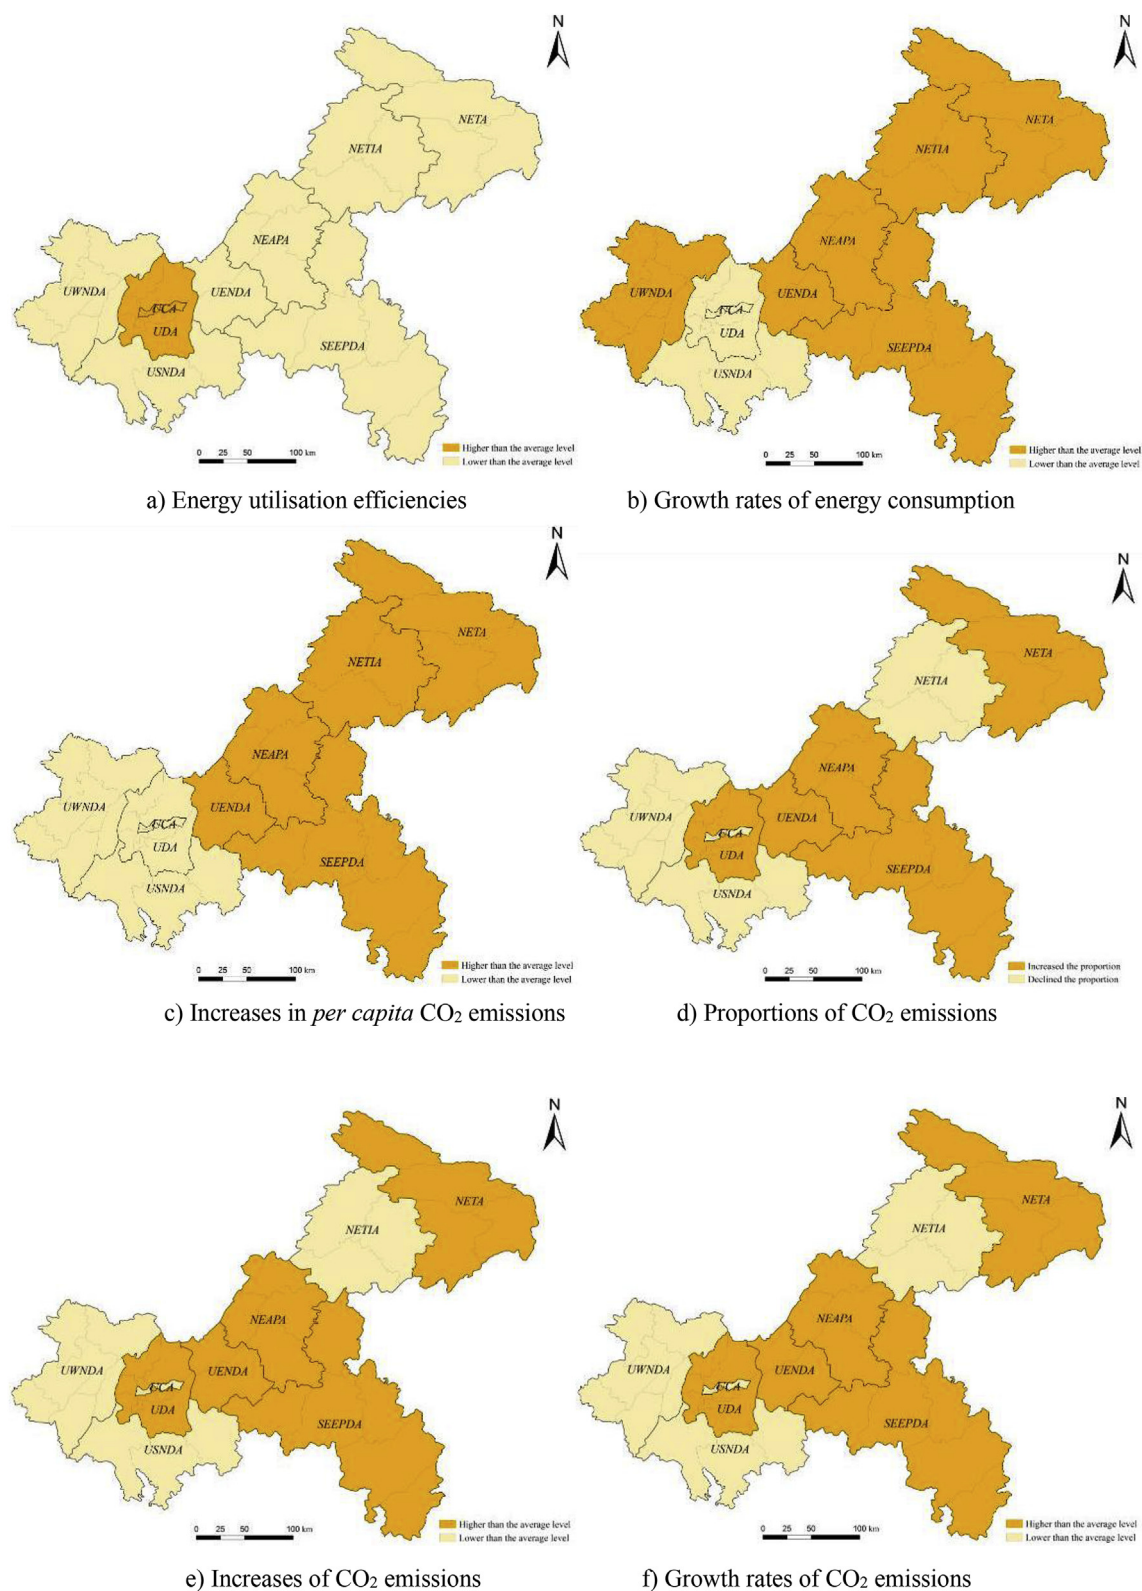 N
NETA
NETIA
NEAPA
UWNDA
UENDA
UCA
UDA
SEEPDA
USNDA
0 25 50 100 km
Higher than the average level
Lower than the average level
a) Energy utilisation efficiencies
N
NETA
NETIA
NEAPA
UWNDA
UENDA
UCA
UDA
SEEPDA
USNDA
0 25 50 100 km
Higher than the average level
Lower than the average level
b) Growth rates of energy consumption
N
NETA
NETIA
NEAPA
UWNDA
UENDA
UCA
UDA
SEEPDA
USNDA
0 25 50 100 km
Higher than the average level
Lower than the average level
c) Increases in per capita CO₂ emissions
N
NETA
NETIA
NEAPA
UWNDA
UENDA
UCA
UDA
SEEPDA
USNDA
0 25 50 100 km
Increased the proportion
Declined the proportion
d) Proportions of CO₂ emissions
N
NETA
NETIA
NEAPA
UWNDA
UENDA
UCA
UDA
SEEPDA
USNDA
0 25 50 100 km
Higher than the average level
Lower than the average level
e) Increases of CO₂ emissions
N
NETA
NETIA
NEAPA
UWNDA
UENDA
UCA
UDA
SEEPDA
USNDA
0 25 50 100 km
Higher than the average level
Lower than the average level
f) Growth rates of CO₂ emissions